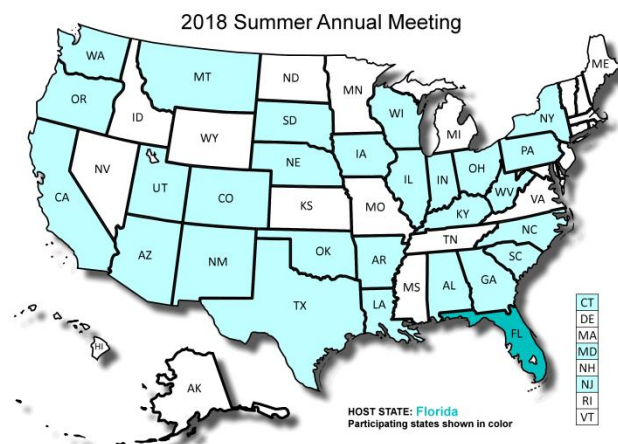 2018 Summer Annual Meeting
WA
MT
ND
MN
ME
OR
ID
SD
WI
MI
NY
WY
NE
IA
PA
NV
UT
CO
IL
IN
OH
WV
VA
CA
KS
MO
KY
NC
AZ
NM
OK
AR
TN
SC
TX
LA
MS
AL
GA
FL
HI
AK
CT
DE
MA
MD
NH
NJ
RI
VT
HOST STATE: Florida
Participating states shown in color